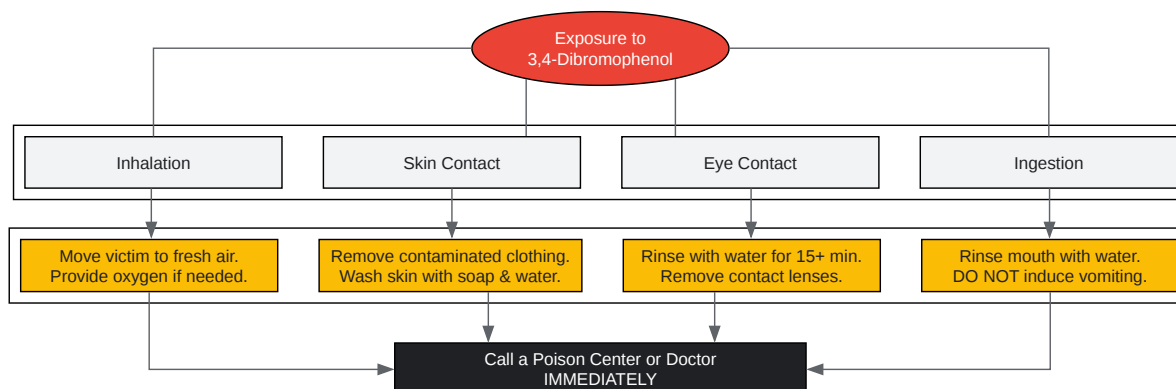 Exposure to
3,4-Dibromophenol
Inhalation
Skin Contact
Eye Contact
Ingestion
Move victim to fresh air.
Provide oxygen if needed.
Remove contaminated clothing.
Wash skin with soap & water.
Rinse with water for 15+ min.
Remove contact lenses.
Rinse mouth with water.
DO NOT induce vomiting.
Call a Poison Center or Doctor
IMMEDIATELY